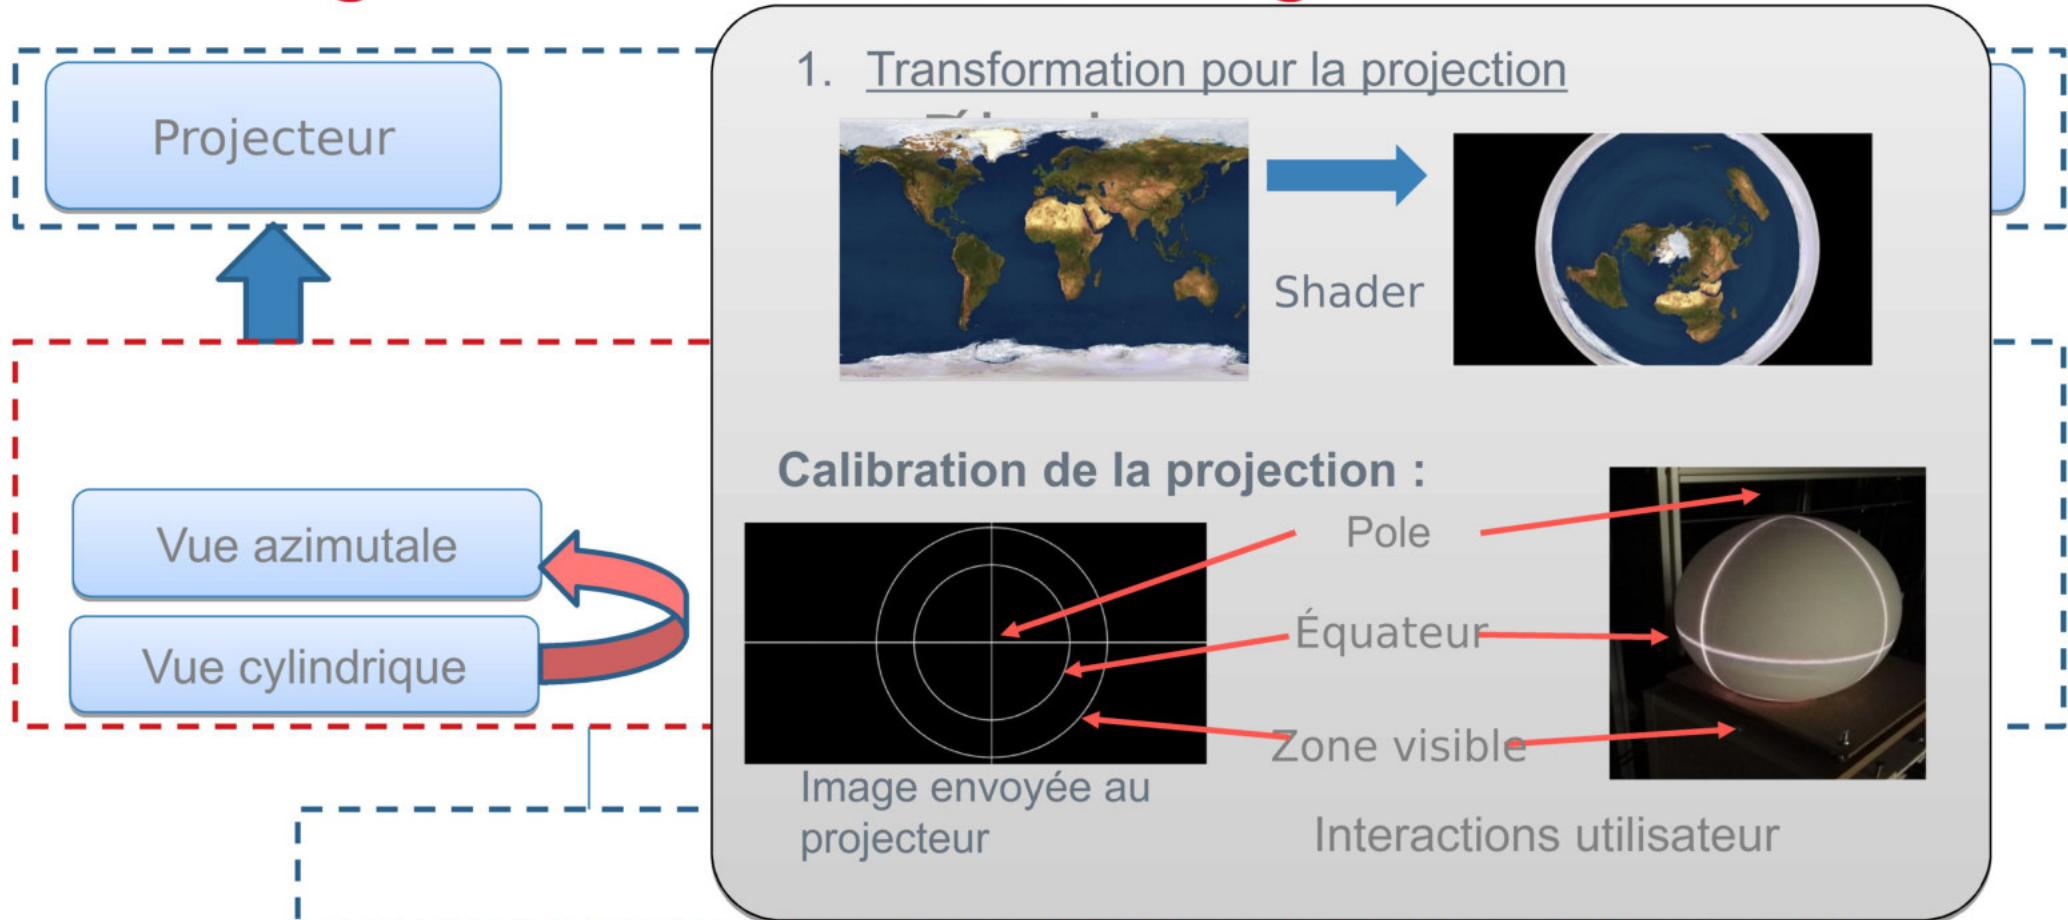 Projecteur
Vue azimutale
Vue cylindrique
1. Transformation pour la projection
Shader
Calibration de la projection :
Pole
Équateur
Zone visible
Image envoyée au
projecteur
Interactions utilisateur